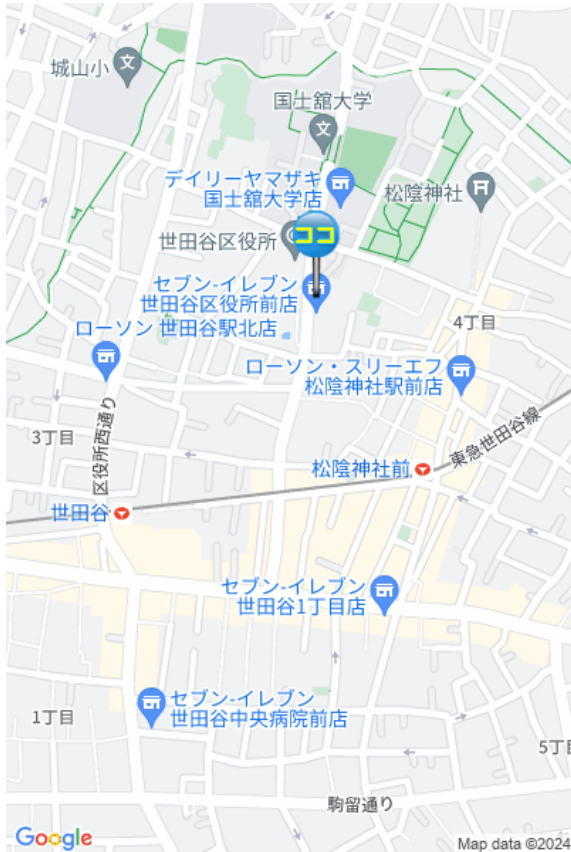 城山小
国士舘大学
デイリーヤマザキ
国士舘大学店
松陰神社
世田谷区役所
ココ
セブン-イレブン
世田谷区役所前店
ローソン 世田谷駅北店
4丁目
ローソン・スリーエフ
松陰神社駅前店
3丁目
区役所西通り
松陰神社前
東急世田谷線
世田谷
セブン-イレブン
世田谷1丁目店
セブン-イレブン
世田谷中央病院前店
1丁目
5丁
駒留通り
Google
Map data ©2024